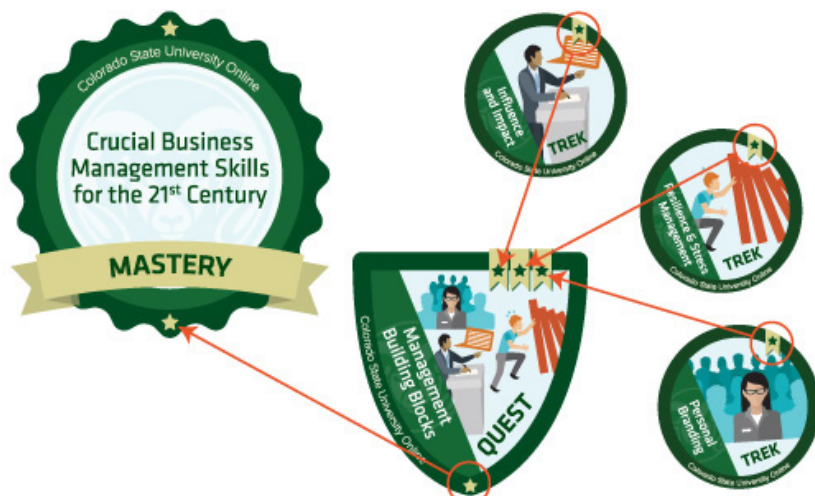 Colorado State University Online
Crucial Business
Management Skills
for the 21st Century
MASTERY
Influence
and Impact
TREK
Colorado State University Online
Resilience & Stress
Management
TREK
Colorado State University Online
Management
Building Blocks
QUEST
Colorado State University Online
Personal
Branding
TREK
Colorado State University Online